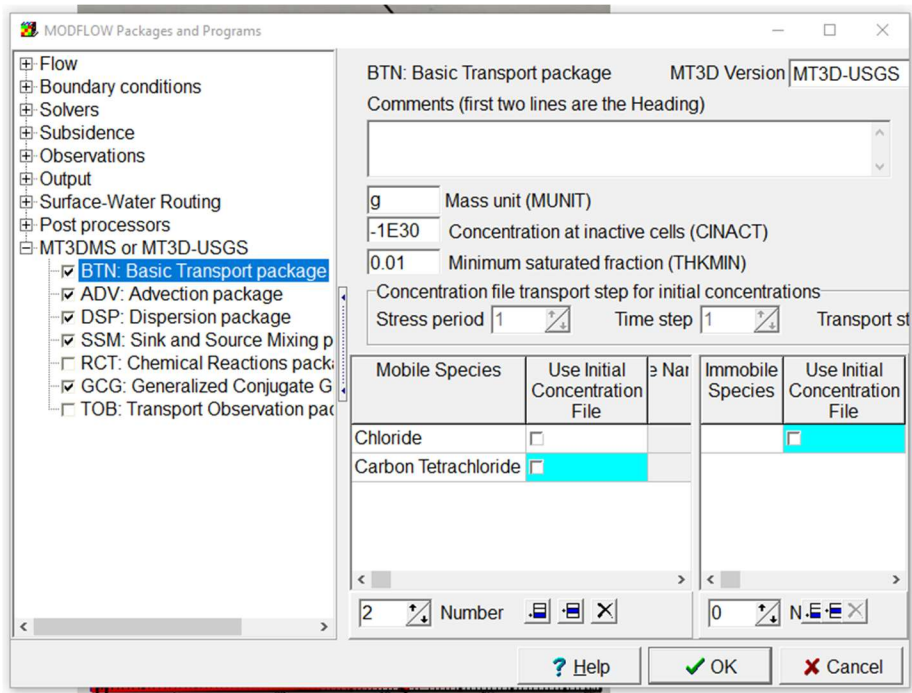 MODFLOW Packages and Programs
Flow
Boundary conditions
Solvers
Subsidence
Observations
Output
Surface-Water Routing
Post processors
MT3DMS or MT3D-USGS
BTN: Basic Transport package
ADV: Advection package
DSP: Dispersion package
SSM: Sink and Source Mixing p
RCT: Chemical Reactions pack
GCG: Generalized Conjugate G
TOB: Transport Observation pac
BTN: Basic Transport package MT3D Version MT3D-USGS
Comments (first two lines are the Heading)
g Mass unit (MUNIT)
-1E30 Concentration at inactive cells (CINACT)
0.01 Minimum saturated fraction (THKMIN)
Concentration file transport step for initial concentrations
Stress period 1 Time step 1 Transport st
Mobile Species Use Initial Concentration File e Nar
Chloride
Carbon Tetrachloride
Immobile Species Use Initial Concentration File
2 Number
0 N
? Help OK Cancel